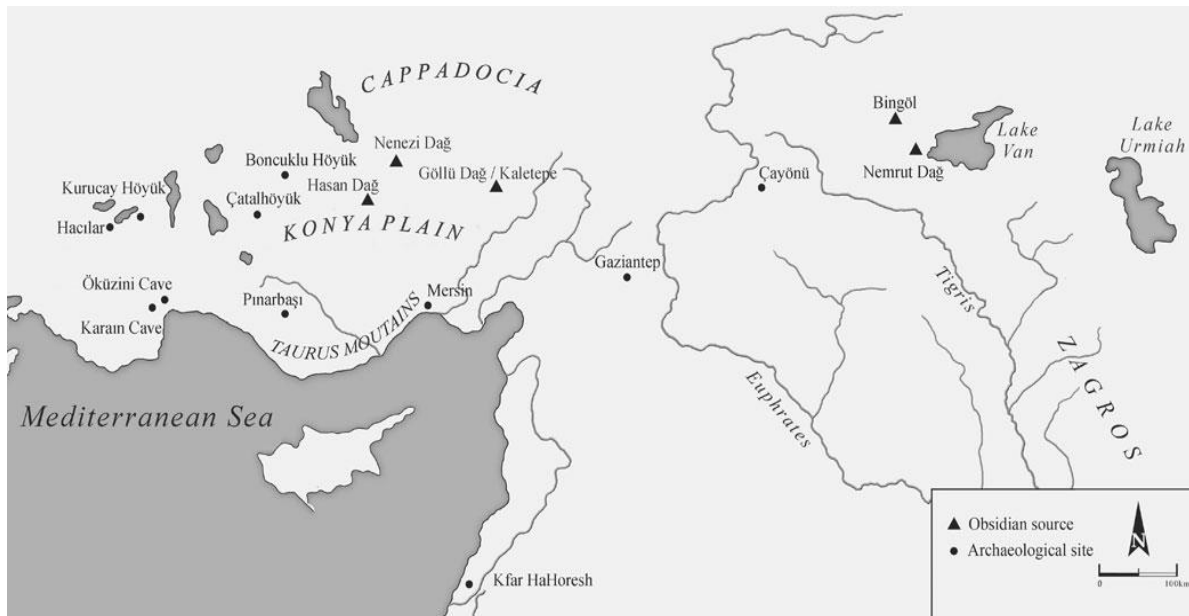 CAPPADOCIA
Bingöl
Lake
Van
Lake
Urmiah
Nenezi Dağ
Boncuklu Höyük
Göllü Dağ / Kaletepe
Nemrut Dağ
Kurucay Höyük
Hasan Dağ
Çayönü
Çatalhöyük
Hacılar
KONYA PLAIN
Gaziantep
Öküzini Cave
Pınarbaşı
Mersin
Tigris
Karaın Cave
TAURUS MOUTAINS
ZAGROS
Mediterranean Sea
Euphrates
Obsidian source
Archaeological site
N
0 100km
Kfar HaHoresh